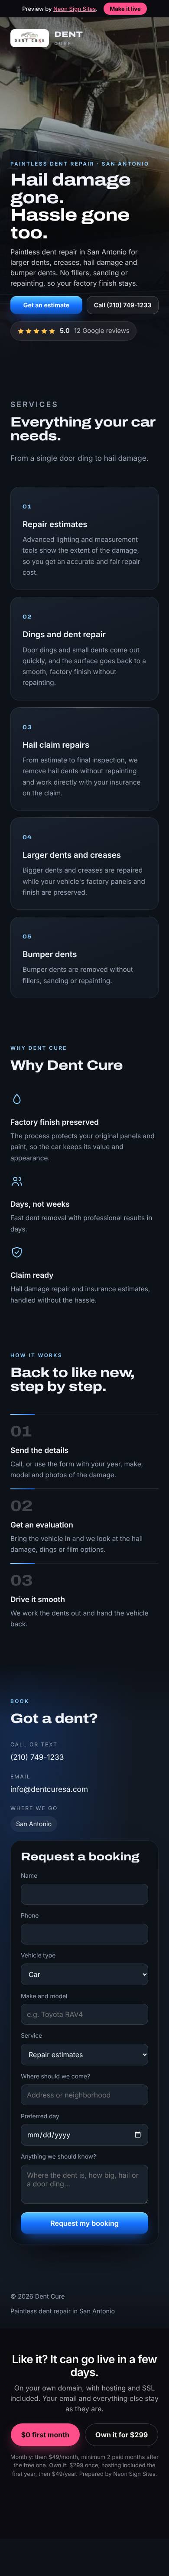 Preview by Neon Sign Sites.
Make it live
DENT CURE
DENT
PAINTLESS DENT REPAIR · SAN ANTONIO
Hail damage
gone.
Hassle gone
too.
Paintless dent repair in San Antonio for
larger dents, creases, hail damage and
bumper dents. No fillers, sanding or
repainting, so your factory finish stays.
Get an estimate
Call (210) 749-1233
★★★★★ 5.0 12 Google reviews
SERVICES
Everything your car
needs.
From a single door ding to hail damage.
01
Repair estimates
Advanced lighting and measurement
tools show the extent of the damage,
so you get an accurate and fair repair
cost.
02
Dings and dent repair
Door dings and small dents come out
quickly, and the surface goes back to a
smooth, factory finish without
repainting.
03
Hail claim repairs
From estimate to final inspection, we
remove hail dents without repainting
and work directly with your insurance
on the claim.
04
Larger dents and creases
Bigger dents and creases are repaired
while your vehicle's factory panels and
finish are preserved.
05
Bumper dents
Bumper dents are removed without
fillers, sanding or repainting.
WHY DENT CURE
Why Dent Cure
Factory finish preserved
The process protects your original panels and
paint, so the car keeps its value and
appearance.
Days, not weeks
Fast dent removal with professional results in
days.
Claim ready
Hail damage repair and insurance estimates,
handled without the hassle.
HOW IT WORKS
Back to like new,
step by step.
01
Send the details
Call, or use the form with your year, make,
model and photos of the damage.
02
Get an evaluation
Bring the vehicle in and we look at the hail
damage, dings or film options.
03
Drive it smooth
We work the dents out and hand the vehicle
back.
BOOK
Got a dent?
CALL OR TEXT
(210) 749-1233
EMAIL
info@dentcuresa.com
WHERE WE GO
San Antonio
Request a booking
Name
Phone
Vehicle type
Car
Make and model
e.g. Toyota RAV4
Service
Repair estimates
Where should we come?
Address or neighborhood
Preferred day
mm/dd/yyyy
Anything we should know?
Where the dent is, how big, hail or
a door ding...
Request my booking
© 2026 Dent Cure
Paintless dent repair in San Antonio
Like it? It can go live in a few
days.
On your own domain, with hosting and SSL
included. Your name and everything else stay
as they are.
$0 first month
Own it for $299
Monthly: then $49/month, minimum 2 paid months after
the free one. Own it: $299 once, hosting included the
first year, then $49/year. Prepared by Neon Sign Sites.